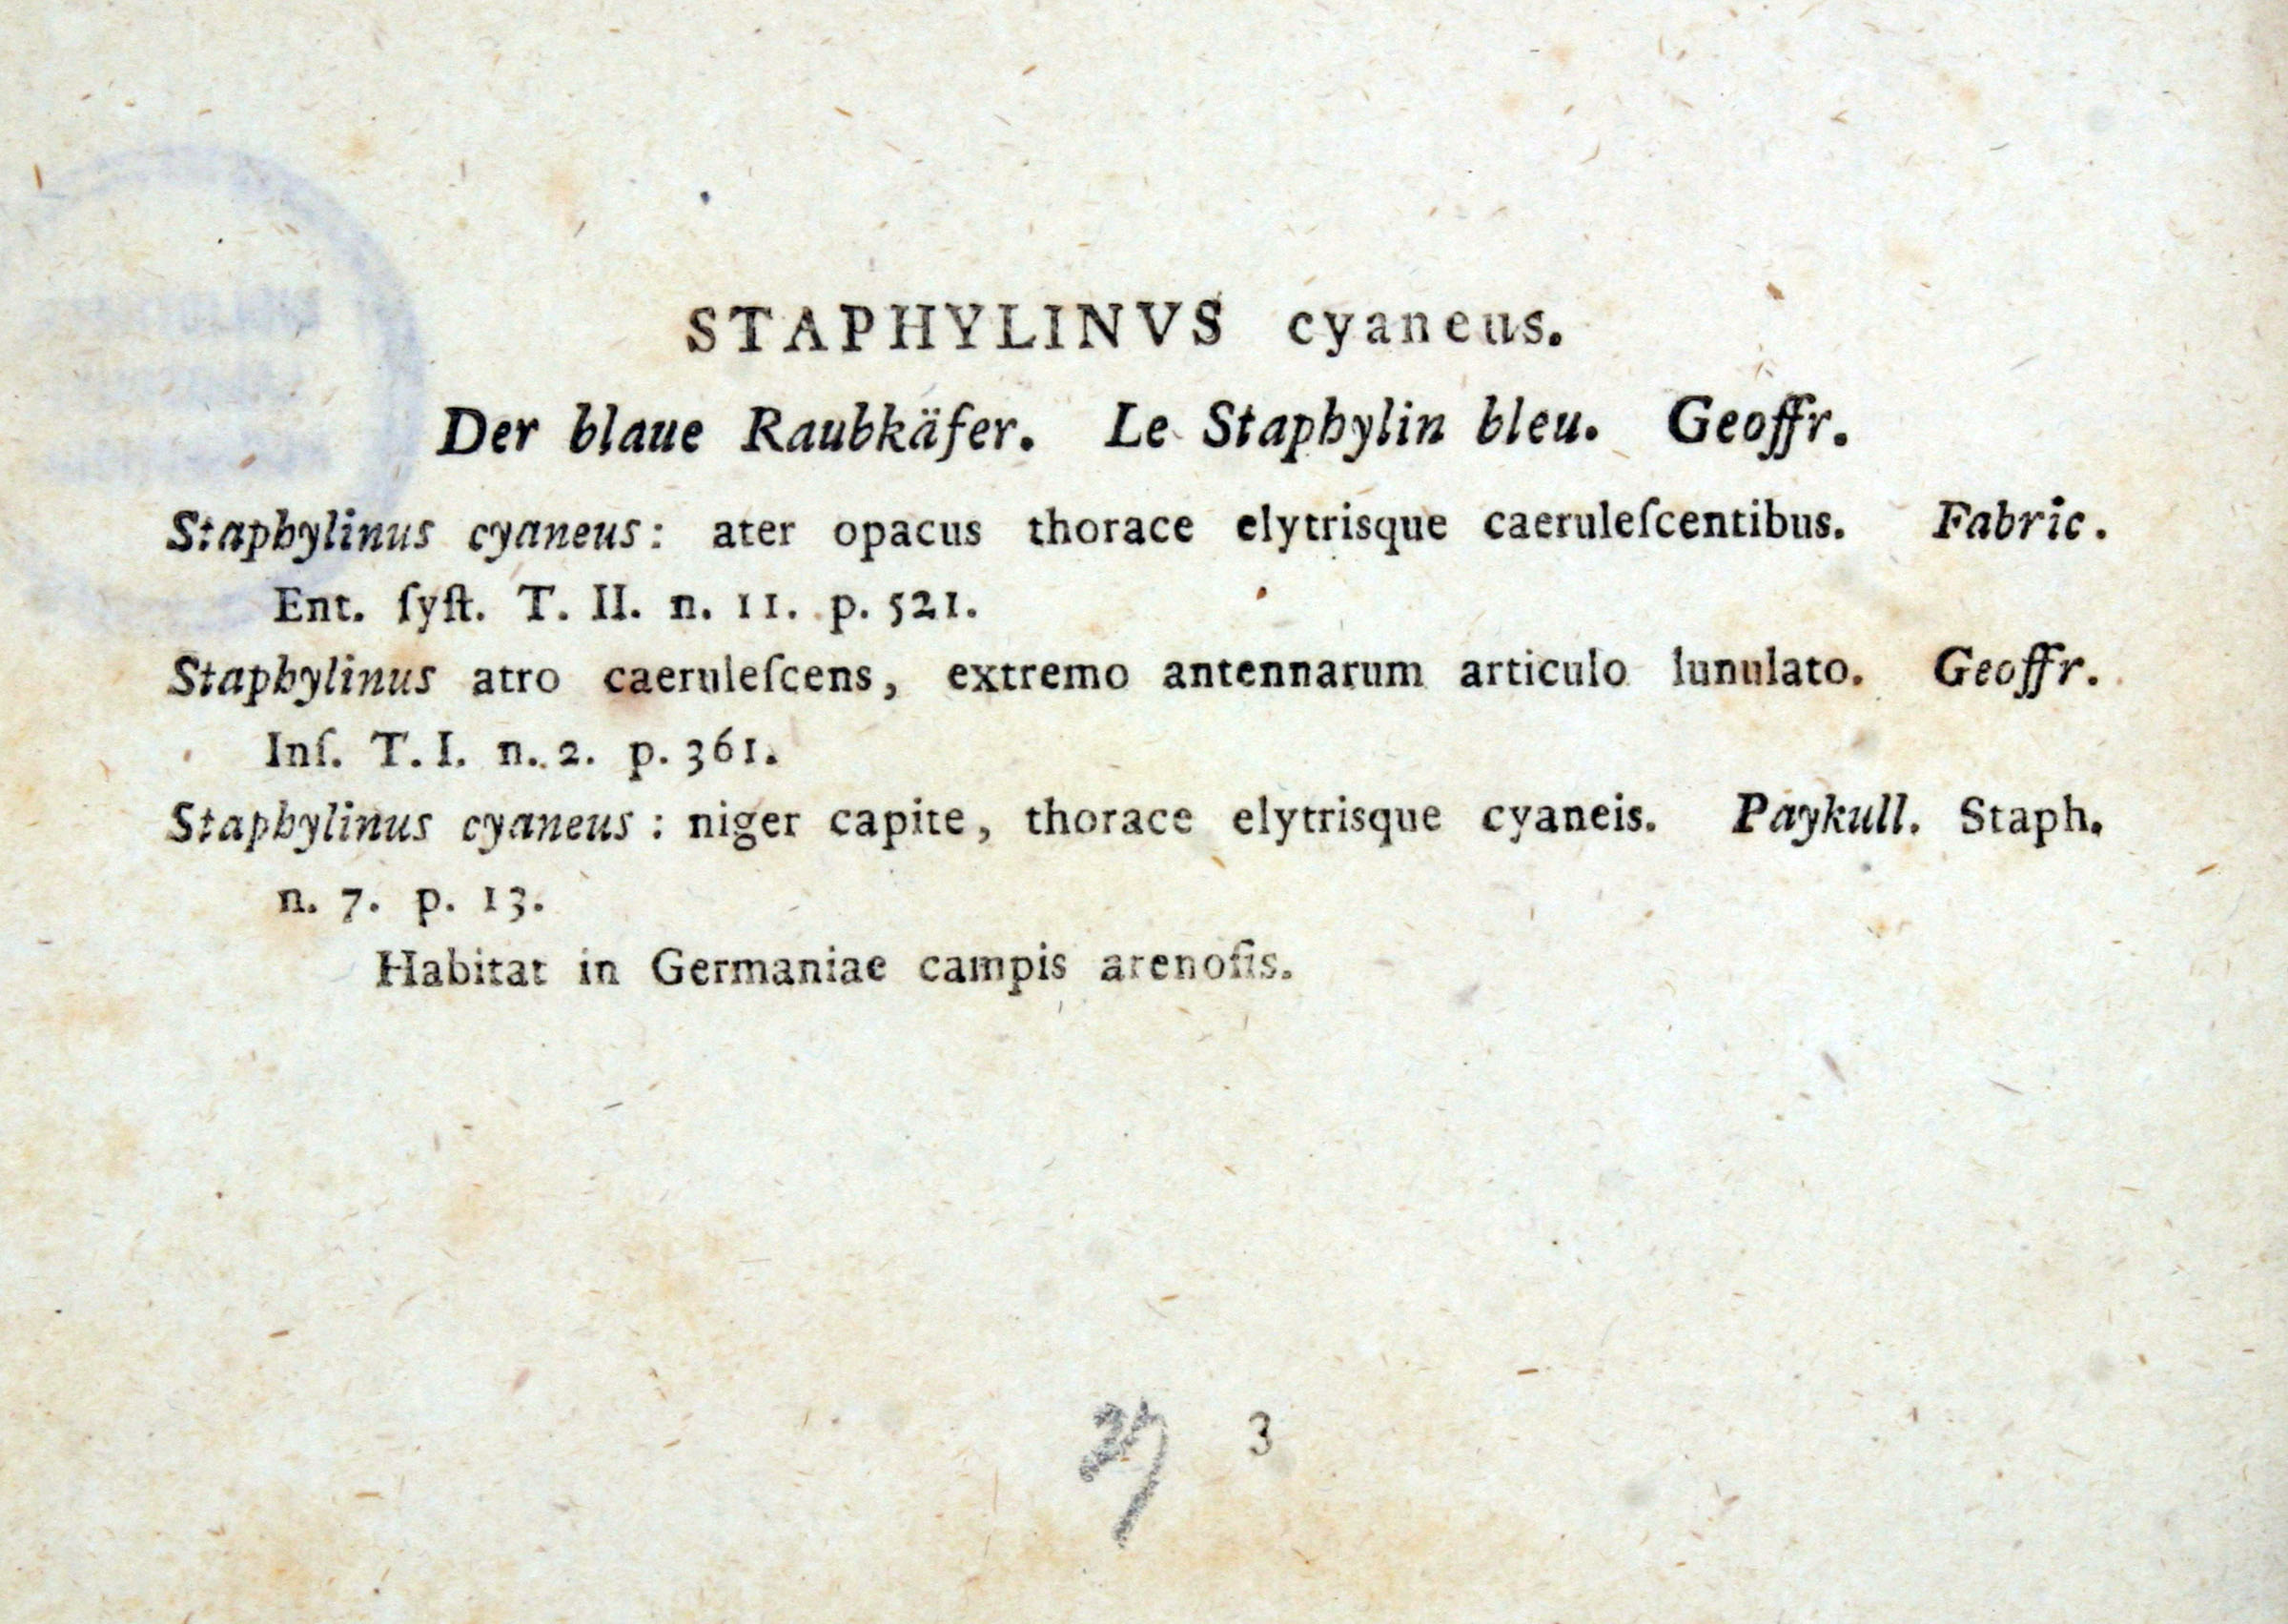 STAPHYLINVS cyaneus.
Der blaue Raubkäfer. Le Staphylin bleu. Geoffr.
Staphylinus cyaneus: ater opacus thorace elytrisque caeruleſcentibus. Fabric.
Ent. ſyſt. T. II. n. 11. p. 521.
Staphylinus atro caeruleſcens, extremo antennarum articulo lunulato. Geoffr.
Inſ. T. I. n. 2. p. 361.
Staphylinus cyaneus: niger capite, thorace elytrisque cyaneis. Paykull. Staph.
n. 7. p. 13.
Habitat in Germaniae campis arenoſis.
3